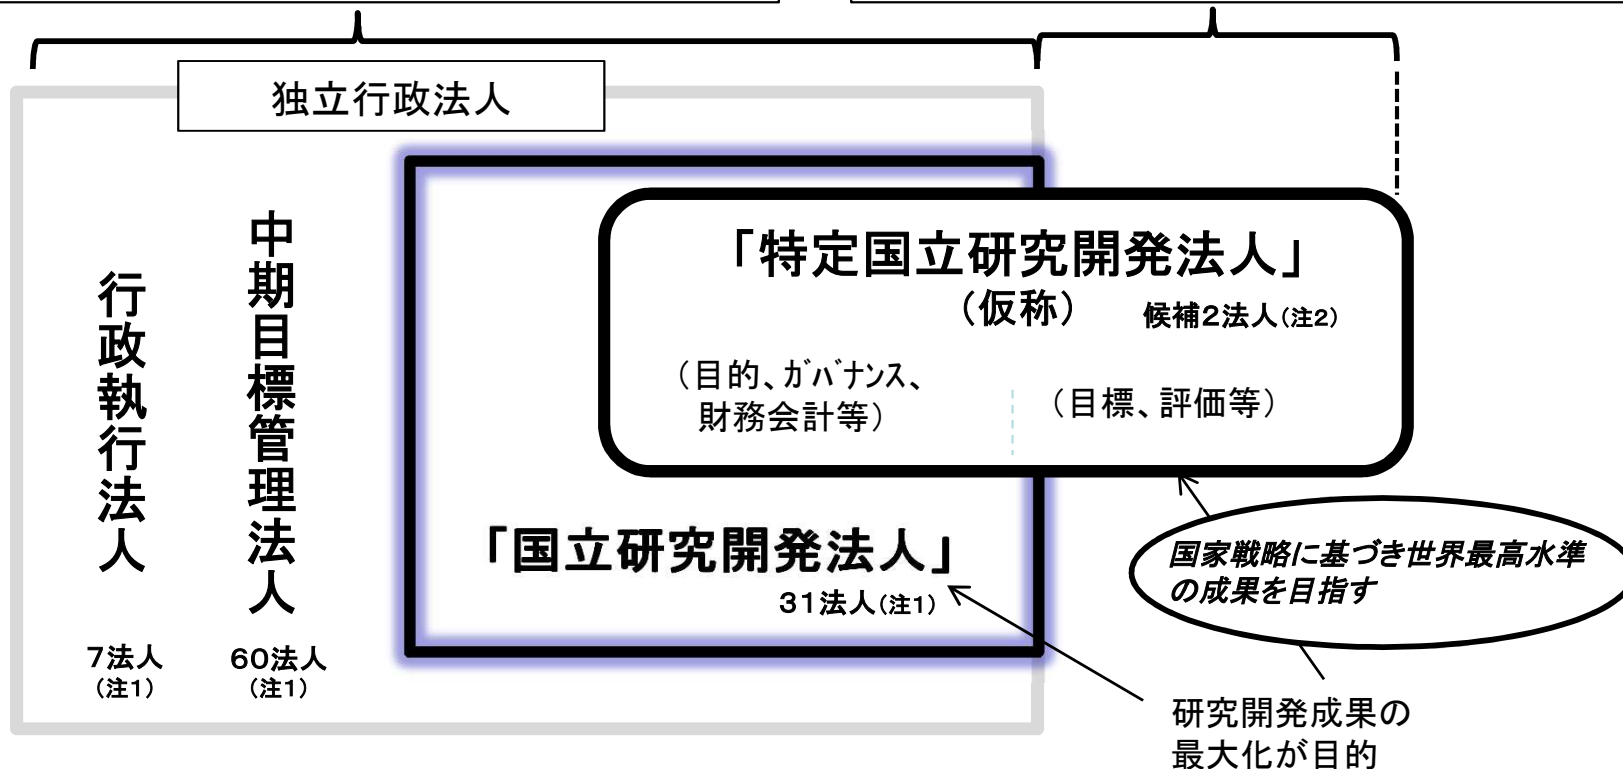 独立行政法人
行政執行法人
7法人
(注1)
中期目標管理法人
60法人
(注1)
「特定国立研究開発法人」
(仮称) 候補2法人(注2)
(目的、ガバナンス、
財務会計等)
(目標、評価等)
「国立研究開発法人」
31法人(注1)
国家戦略に基づき世界最高水準
の成果を目指す
研究開発成果の
最大化が目的